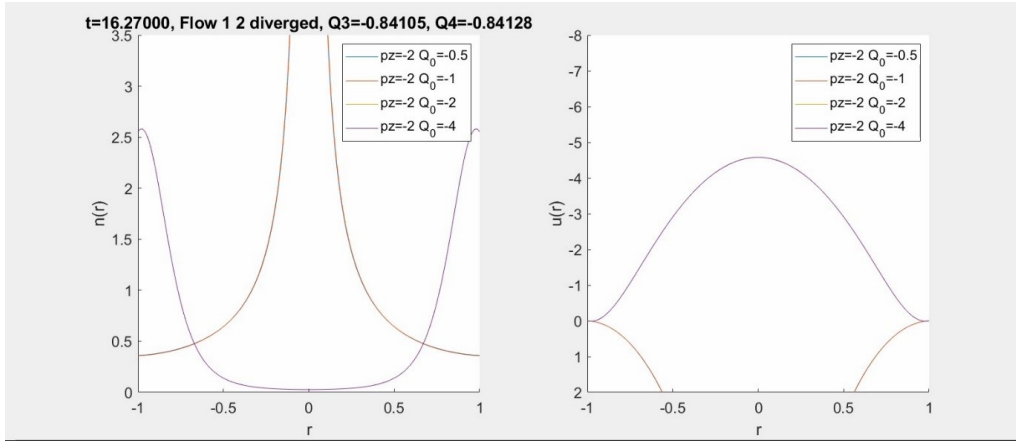 t=16.27000, Flow 1 2 diverged, Q3=-0.84105, Q4=-0.84128
3.5
3
2.5
2
1.5
1
0.5
0
n(r)
-1
-0.5
0
0.5
1
r
pz=-2 Q0=-0.5
pz=-2 Q0=-1
pz=-2 Q0=-2
pz=-2 Q0=-4
-8
-7
-6
-5
-4
-3
-2
-1
0
1
2
u(r)
-1
-0.5
0
0.5
1
r
pz=-2 Q0=-0.5
pz=-2 Q0=-1
pz=-2 Q0=-2
pz=-2 Q0=-4